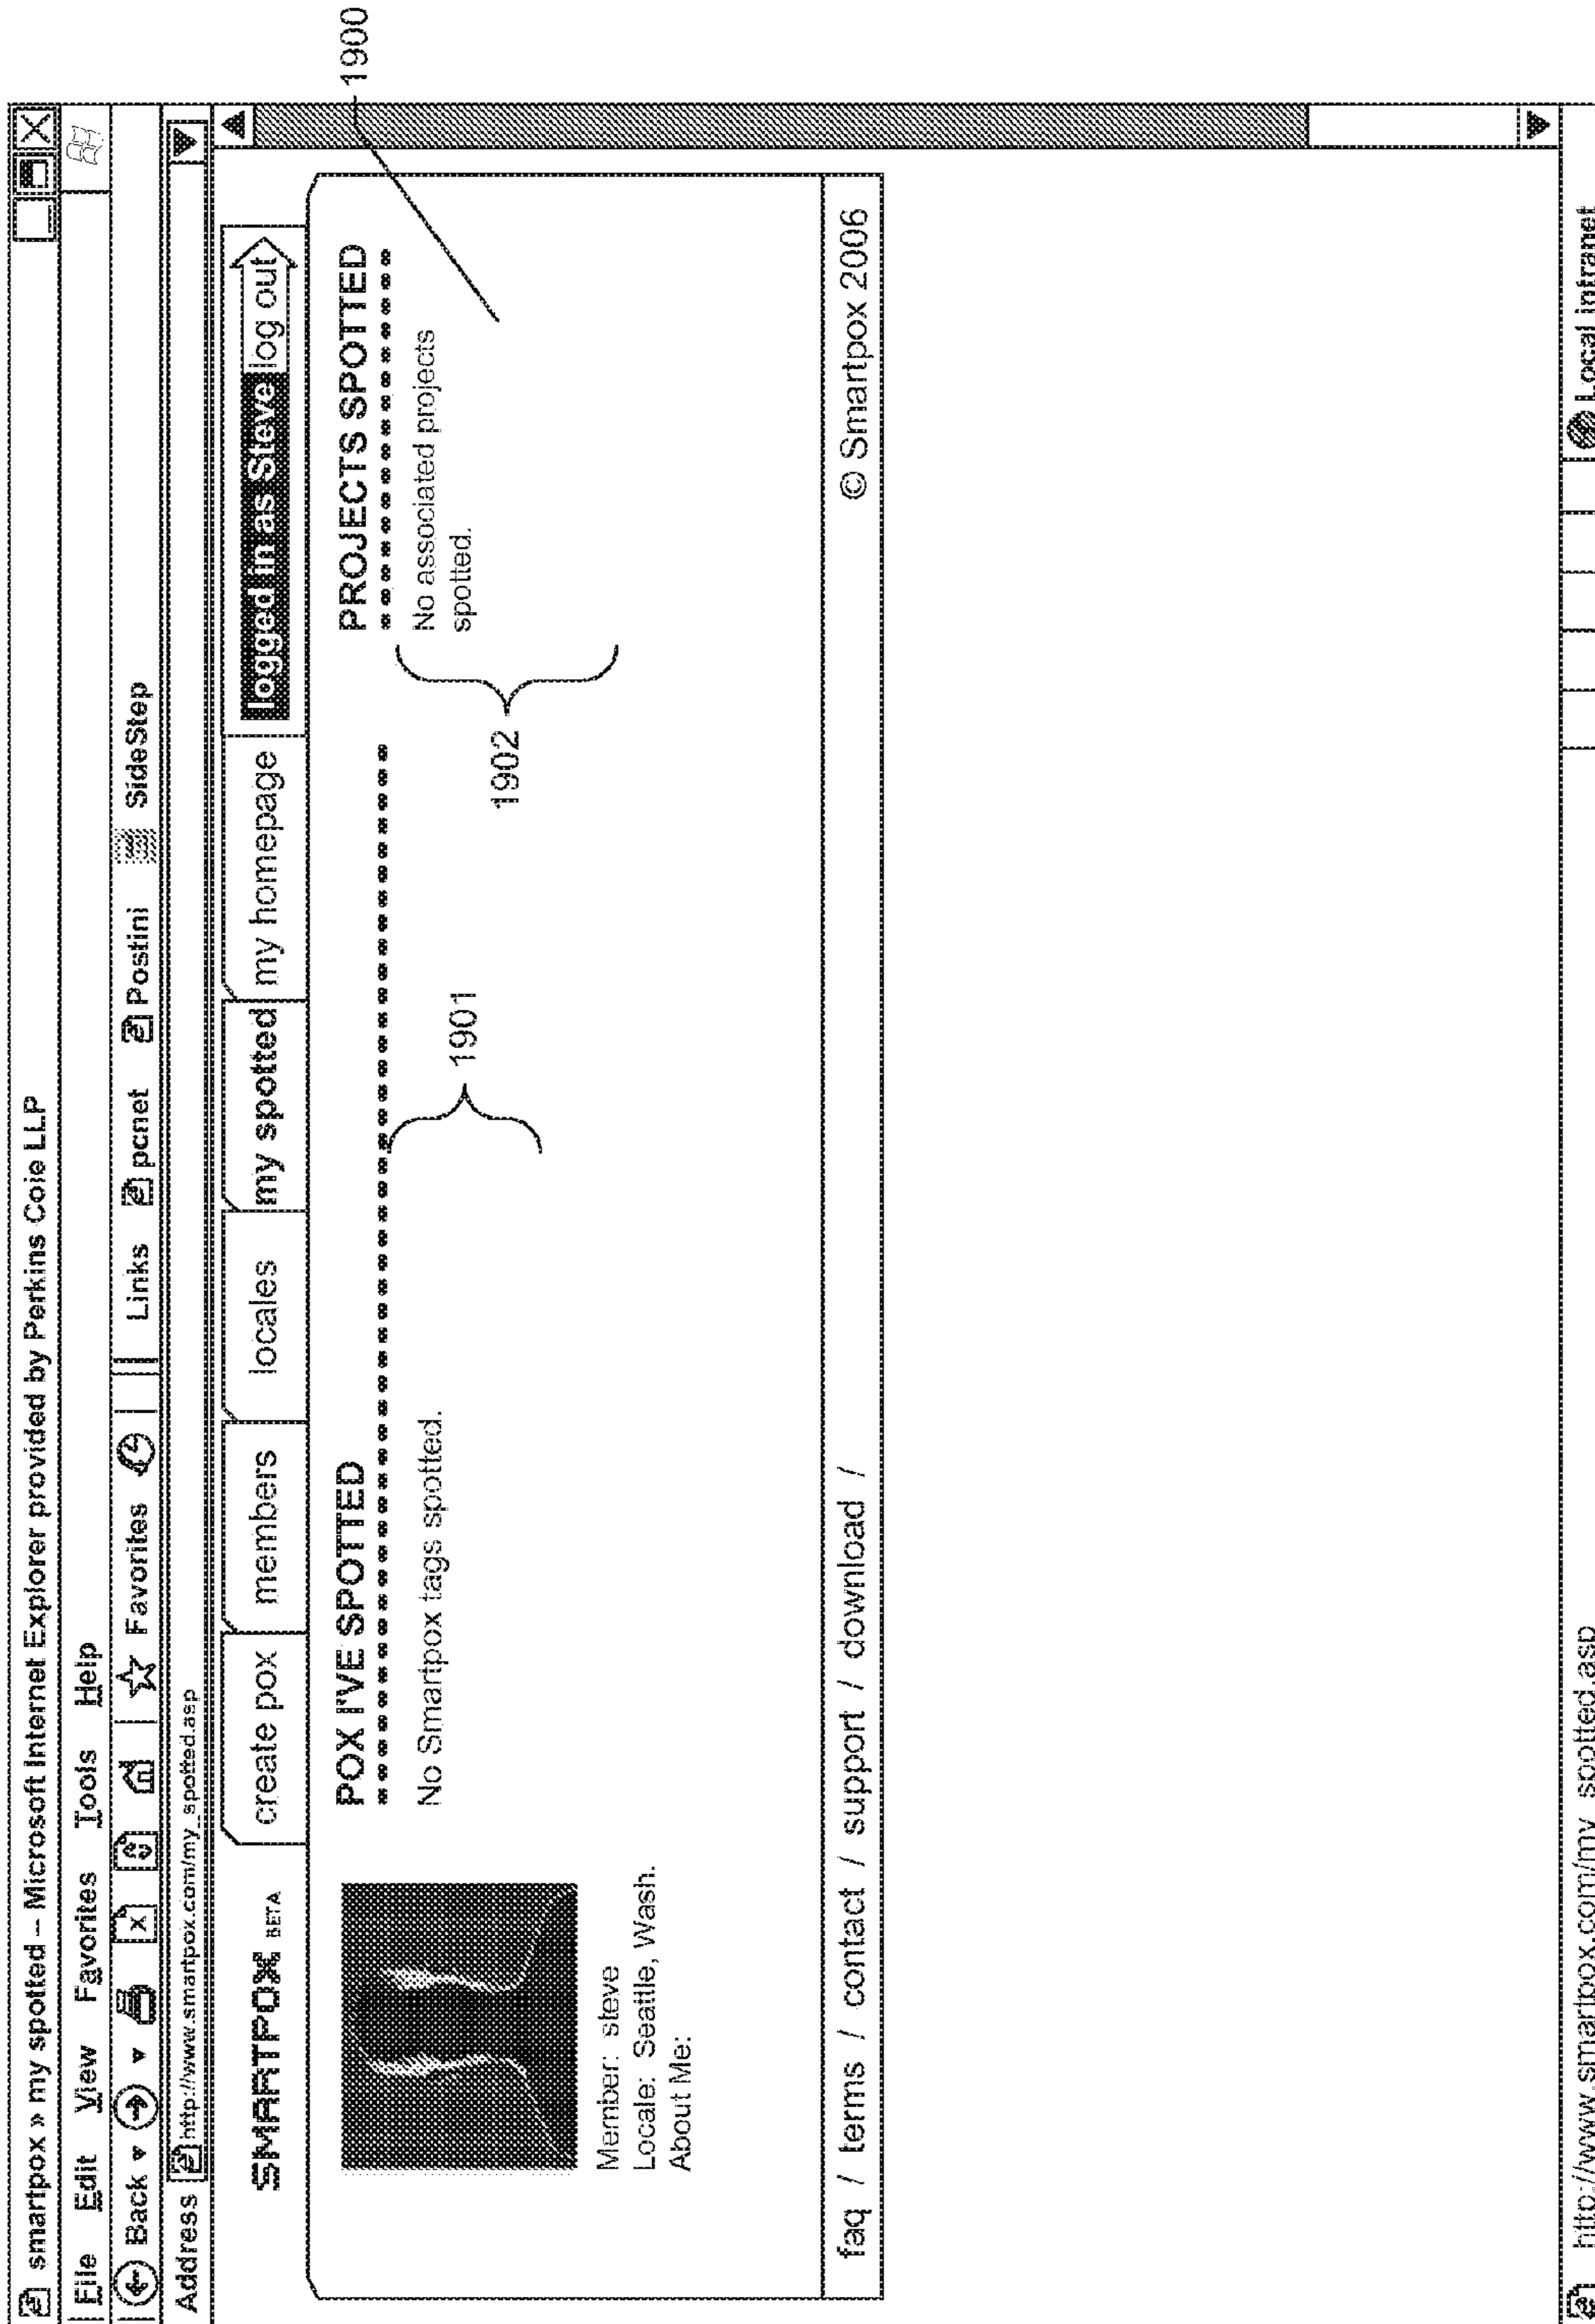 smartpox » my spotted – Microsoft Internet Explorer provided by Perkins Coie LLP
File Edit View Favorites Tools Help
Back Favorites Links pcnet Postini SideStep
Address http://www.smartpox.com/my_spotted.asp
SMARTPOX BETA create pox members locales my spotted my homepage logged in as Steve log out
1900
POX I'VE SPOTTED PROJECTS SPOTTED
No Smartpox tags spotted. No associated projects
spotted.
1901
1902
Member: steve
Locale: Seattle, Wash.
About Me:
faq / terms / contact / support / download / © Smartpox 2006
http://www.smartpox.com/my_spotted.asp Local intranet